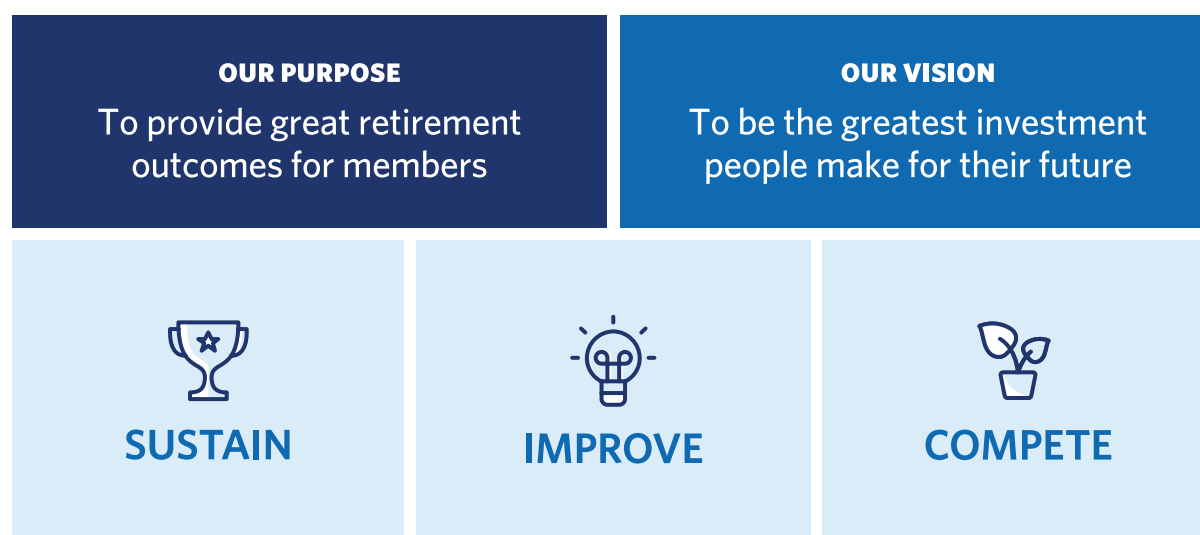 OUR PURPOSE
To provide great retirement
outcomes for members
OUR VISION
To be the greatest investment
people make for their future
SUSTAIN
IMPROVE
COMPETE